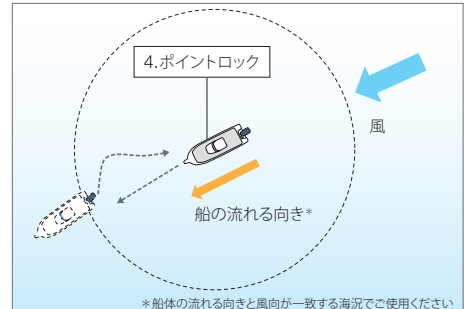 4.ポイントロック
風
船の流れる向き*
*船体の流れる向きと風向が一致する海況でご使用ください